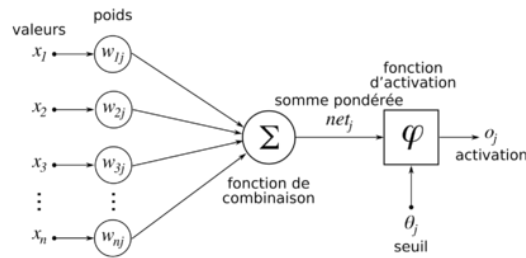 poids
valeurs
x1
w1j
x2
w2j
x3
w3j
xn
wnj
Σ
fonction de
combinaison
somme pondérée
netj
fonction
d'activation
φ
oj
activation
θj
seuil